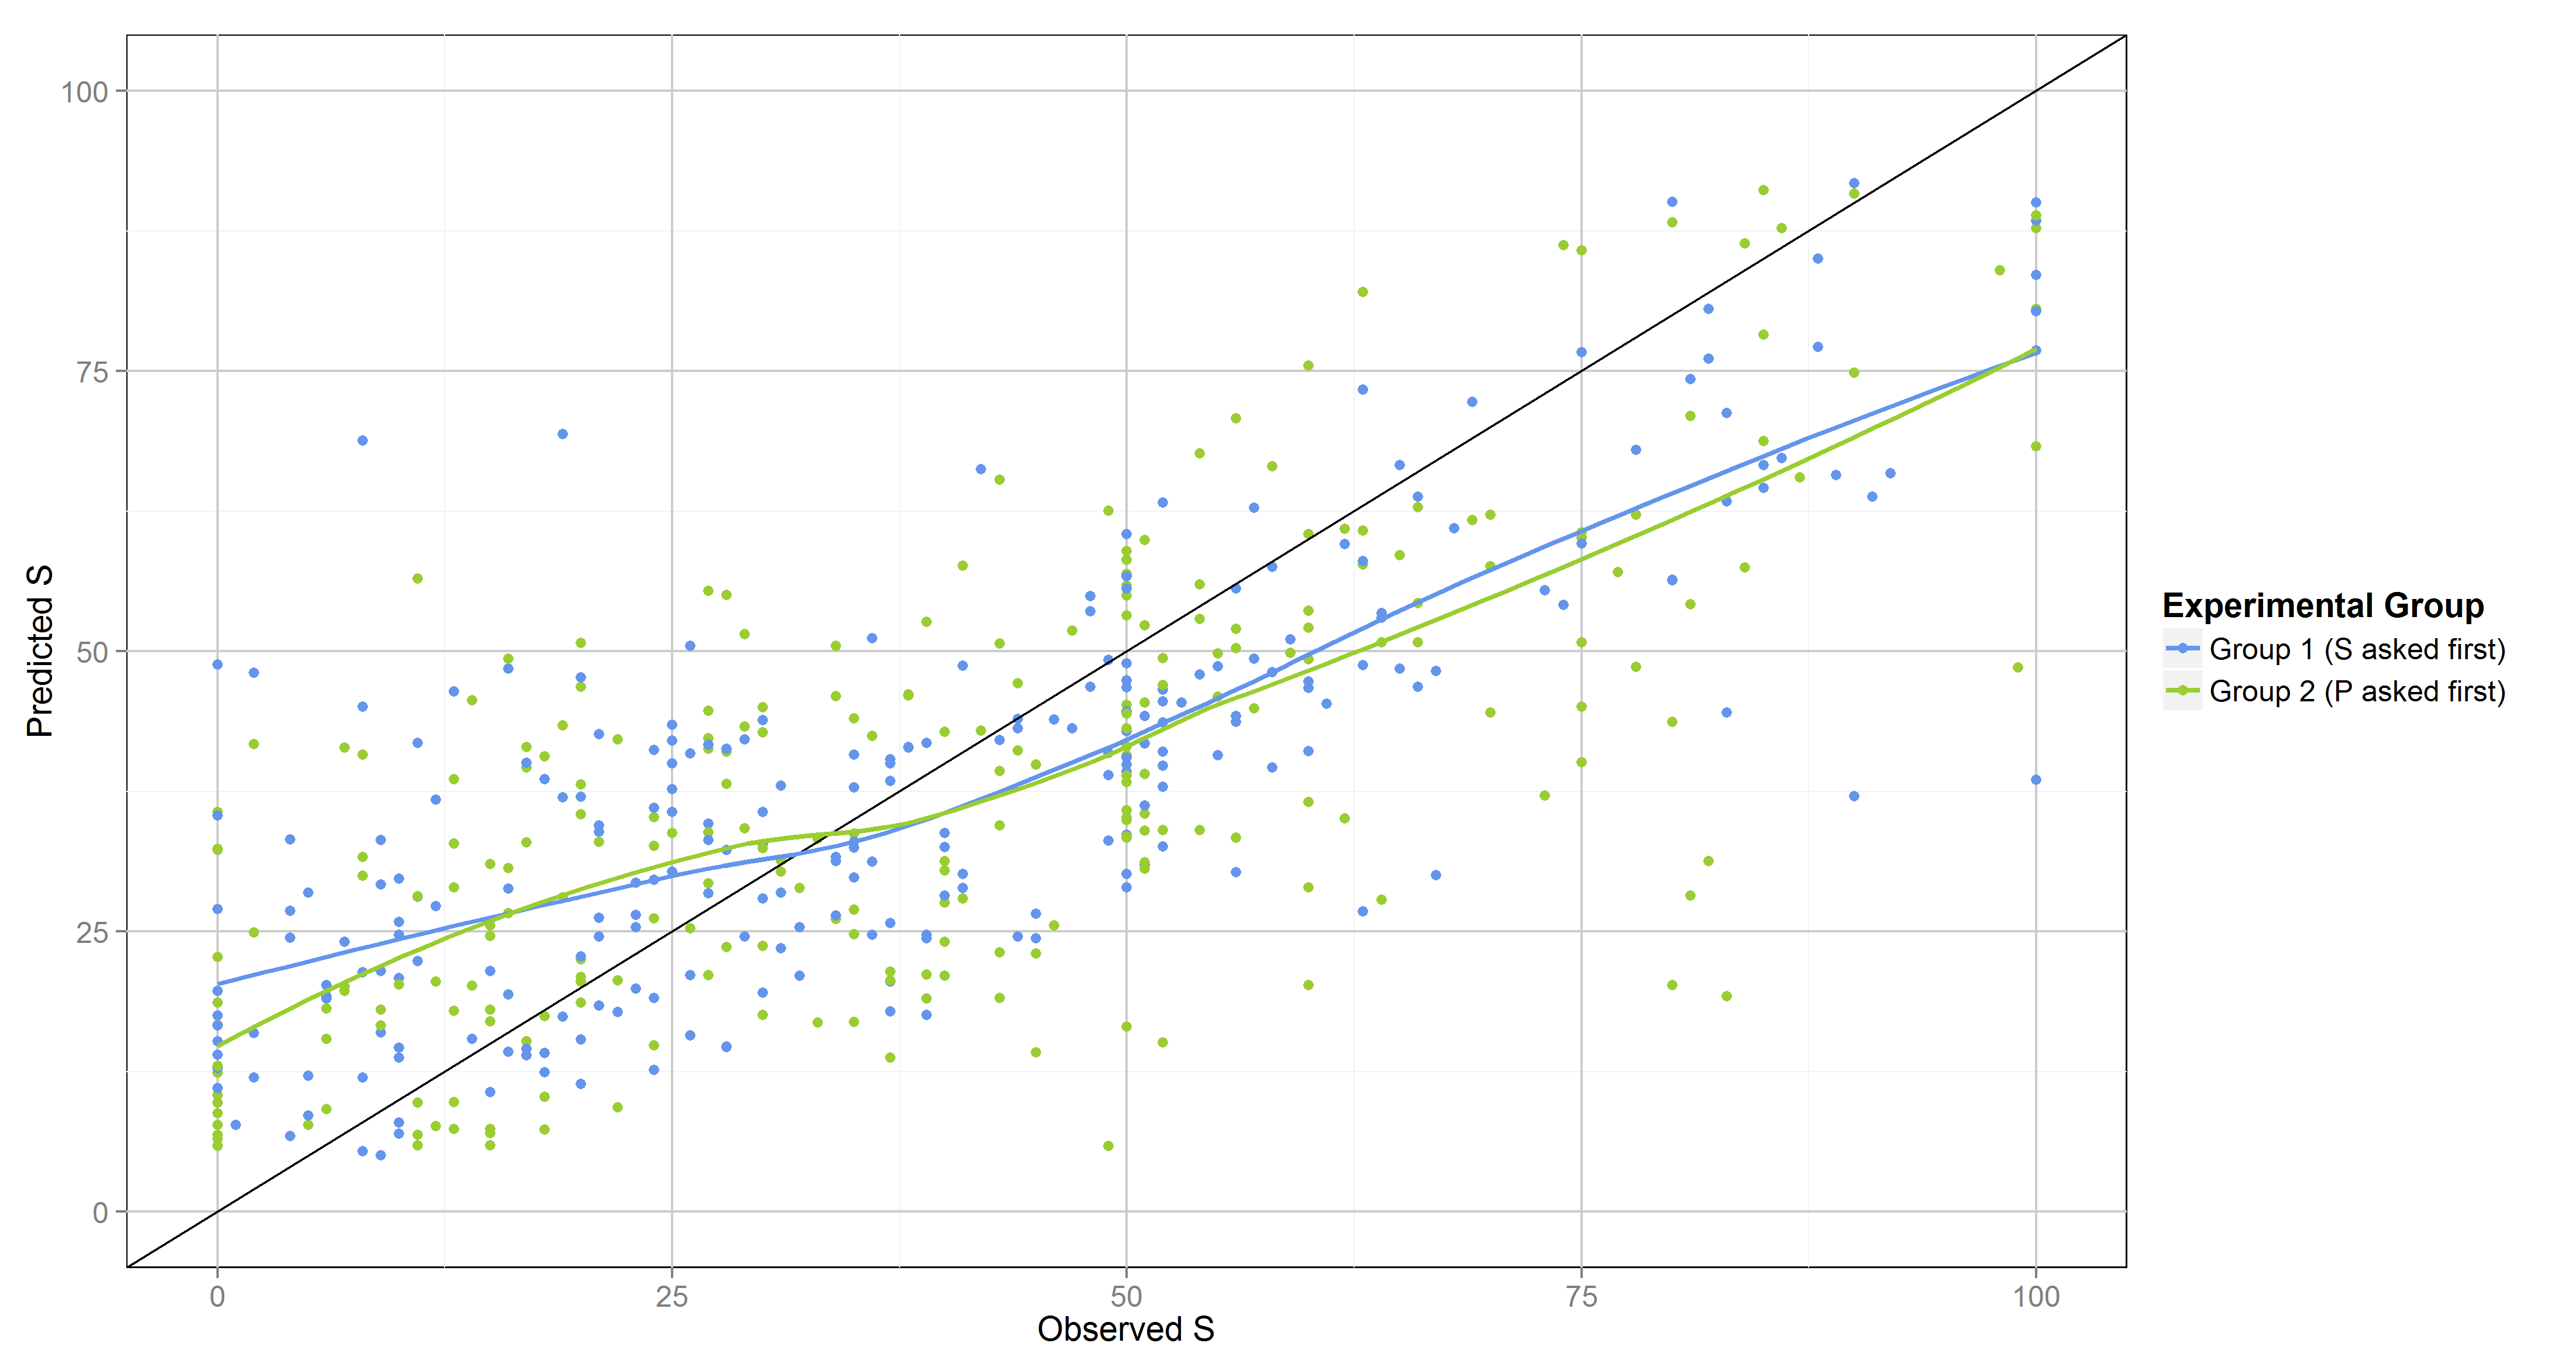 100
75
50
25
0
0 25 50 75 100
Predicted S
Observed S
Experimental Group
Group 1 (S asked first)
Group 2 (P asked first)